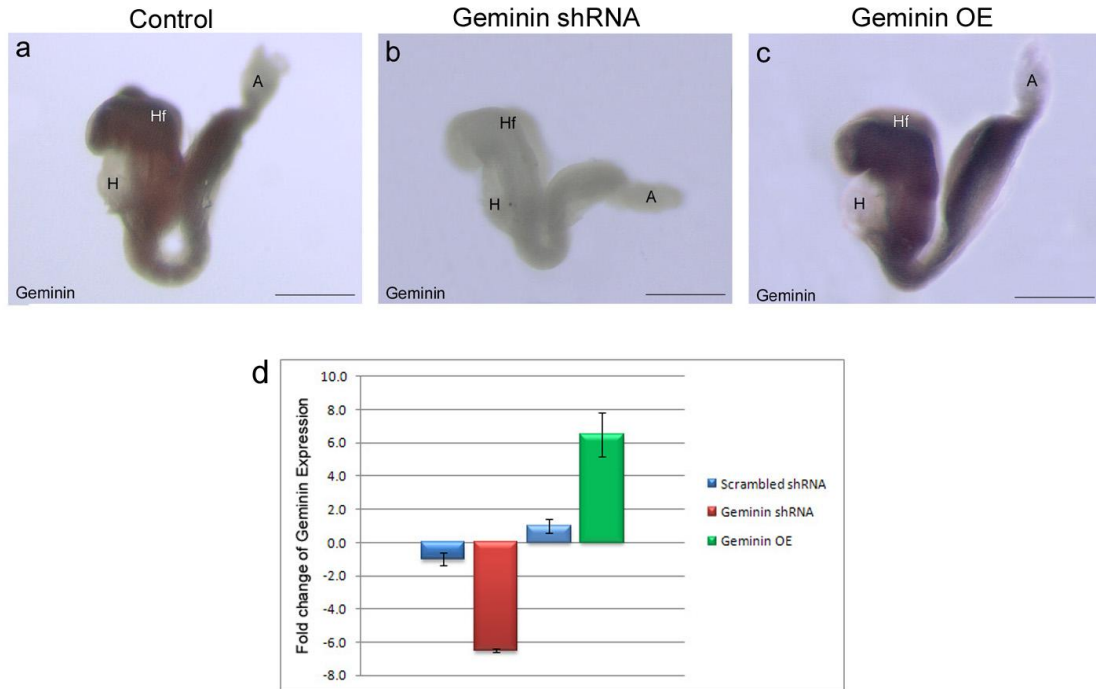 Control
Geminin shRNA
Geminin OE
a
A
Hf
H
Geminin
b
Hf
H
A
Geminin
c
A
Hf
H
Geminin
d
Fold change of Geminin Expression
10.0
8.0
6.0
4.0
2.0
0.0
-2.0
-4.0
-6.0
-8.0
Scrambled shRNA
Geminin shRNA
Geminin OE